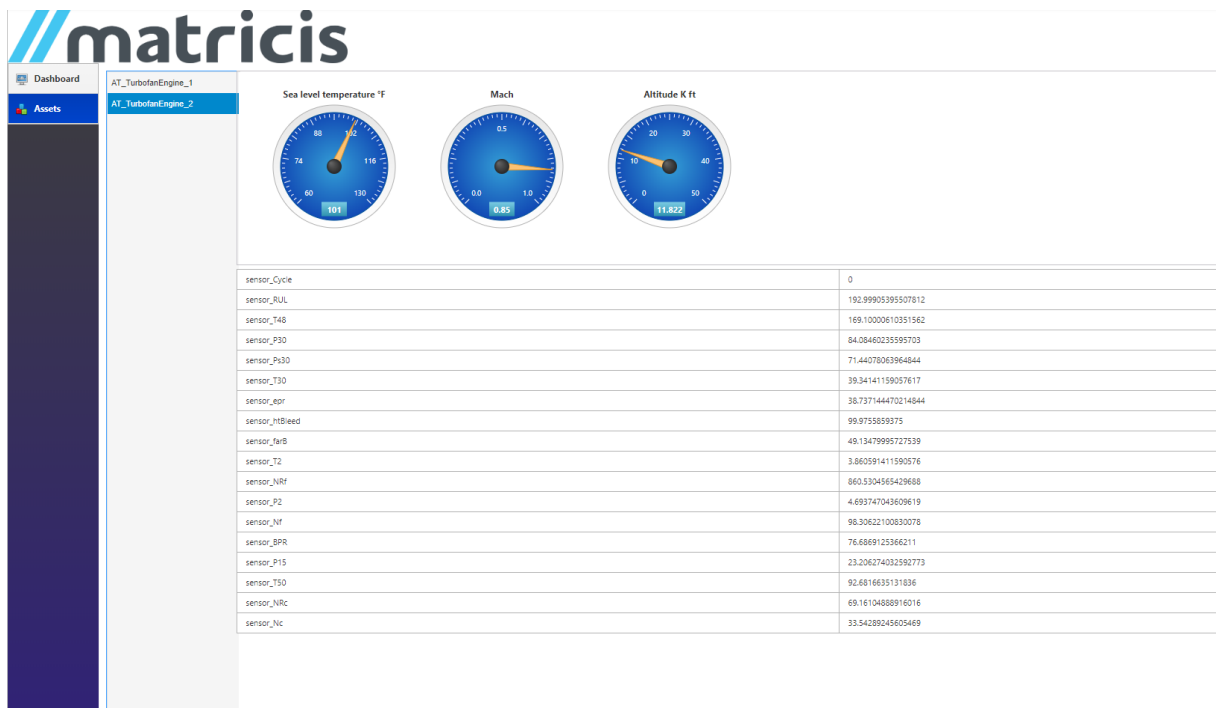 //matricis
Dashboard
Assets
AT_TurbofanEngine_1
AT_TurbofanEngine_2
Sea level temperature °F
60 74 88 102 116 130
101
Mach
0.0 0.5 1.0
0.85
Altitude K ft
0 10 20 30 40 50
11.822
sensor_Cycle 0
sensor_RUL 192.99905395507812
sensor_T48 169.10000610351562
sensor_P30 84.08460235595703
sensor_Ps30 71.44078063964844
sensor_T30 39.34141159057617
sensor_epr 38.737144470214844
sensor_htBleed 99.9755859375
sensor_farB 49.13479995727539
sensor_T2 3.860591411590576
sensor_NRf 860.5304565429688
sensor_P2 4.693747043609619
sensor_Nf 98.30622100830078
sensor_BPR 76.6869125366211
sensor_P15 23.206274032592773
sensor_T50 92.6816635131836
sensor_NRc 69.16104888916016
sensor_Nc 33.54289245605469